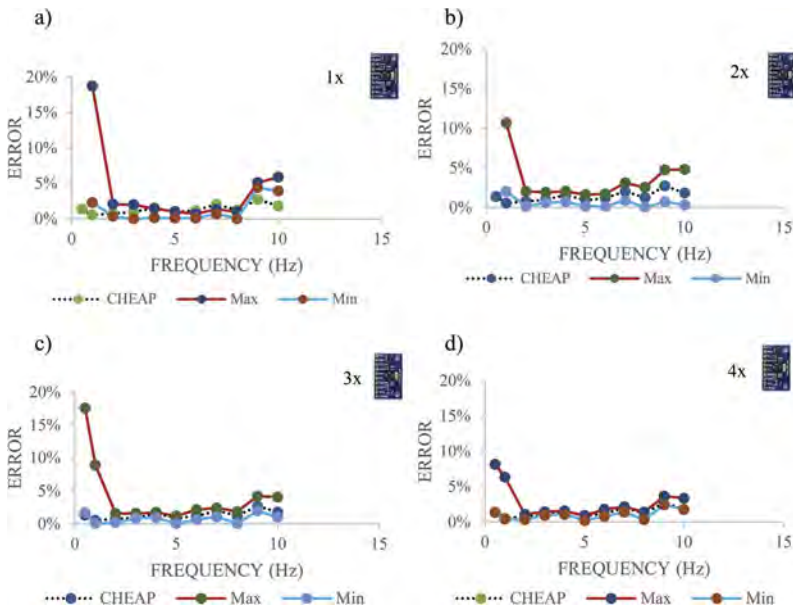 a)
1x
20%
15%
10%
5%
0%
ERROR
0 5 10 15
FREQUENCY (Hz)
CHEAP Max Min
b)
2x
20%
15%
10%
5%
0%
ERROR
0 5 10 15
FREQUENCY (Hz)
CHEAP Max Min
c)
3x
20%
15%
10%
5%
0%
ERROR
0 5 10 15
FREQUENCY (Hz)
CHEAP Max Min
d)
4x
20%
15%
10%
5%
0%
ERROR
0 5 10 15
FREQUENCY (Hz)
CHEAP Max Min